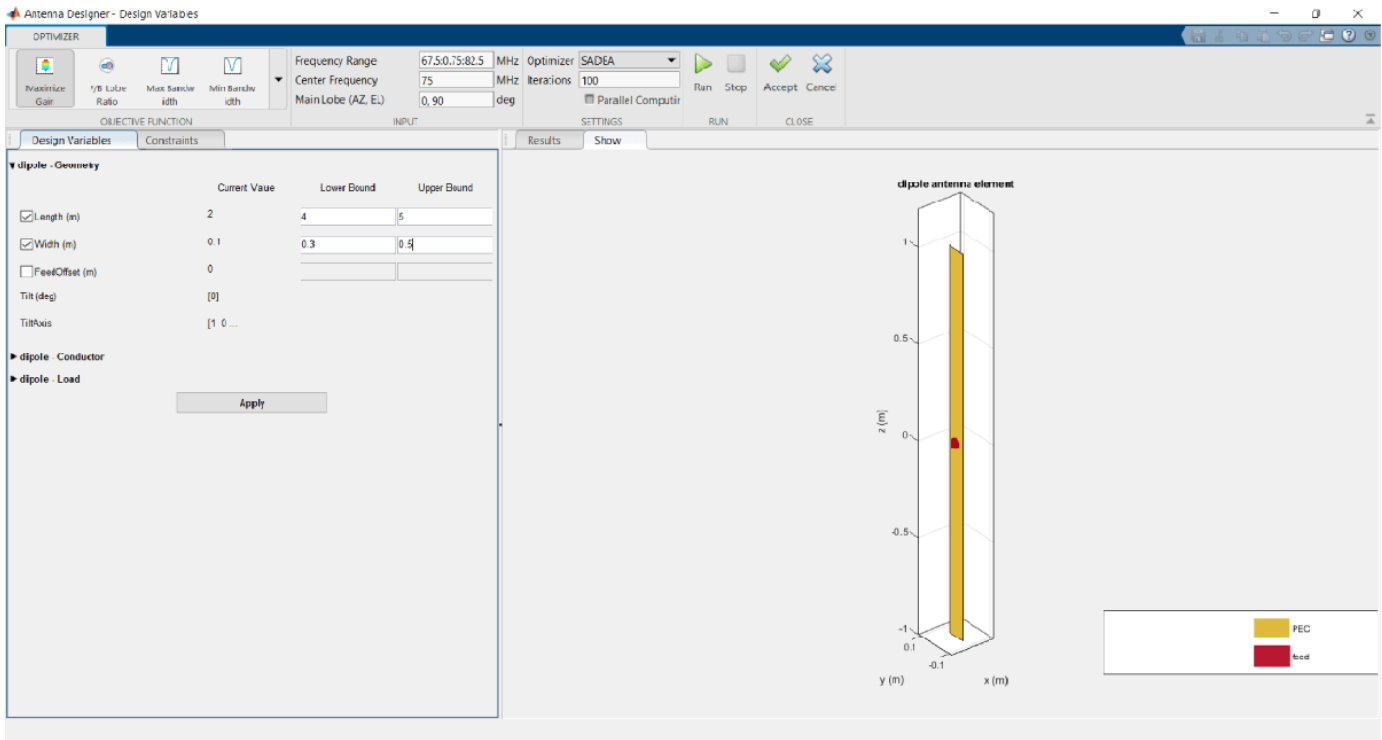 Antenna Designer - Design Variables
OPTIMIZER
Maximize Gain
F/B Lobe Ratio
Max Bandwidth
Min Bandwidth
OBJECTIVE FUNCTION
Frequency Range 67.5:0.75:82.5 MHz
Center Frequency 75 MHz
Main Lobe (AZ, EL) 0, 90 deg
INPUT
Optimizer SADEA
Iterations 100
Parallel Computin
SETTINGS
Run Stop
RUN
Accept Cancel
CLOSE
Design Variables Constraints
dipole - Geometry
Current Value Lower Bound Upper Bound
Length (m) 2 4 5
Width (m) 0.1 0.3 0.5
FeedOffset (m) 0
Tilt (deg) [0]
TiltAxis [1 0 ...
dipole - Conductor
dipole - Load
Apply
Results Show
dipole antenna element
1
0.5
0
-0.5
-1
z (m)
0.1
-0.1
y (m) x (m)
PEC
feed